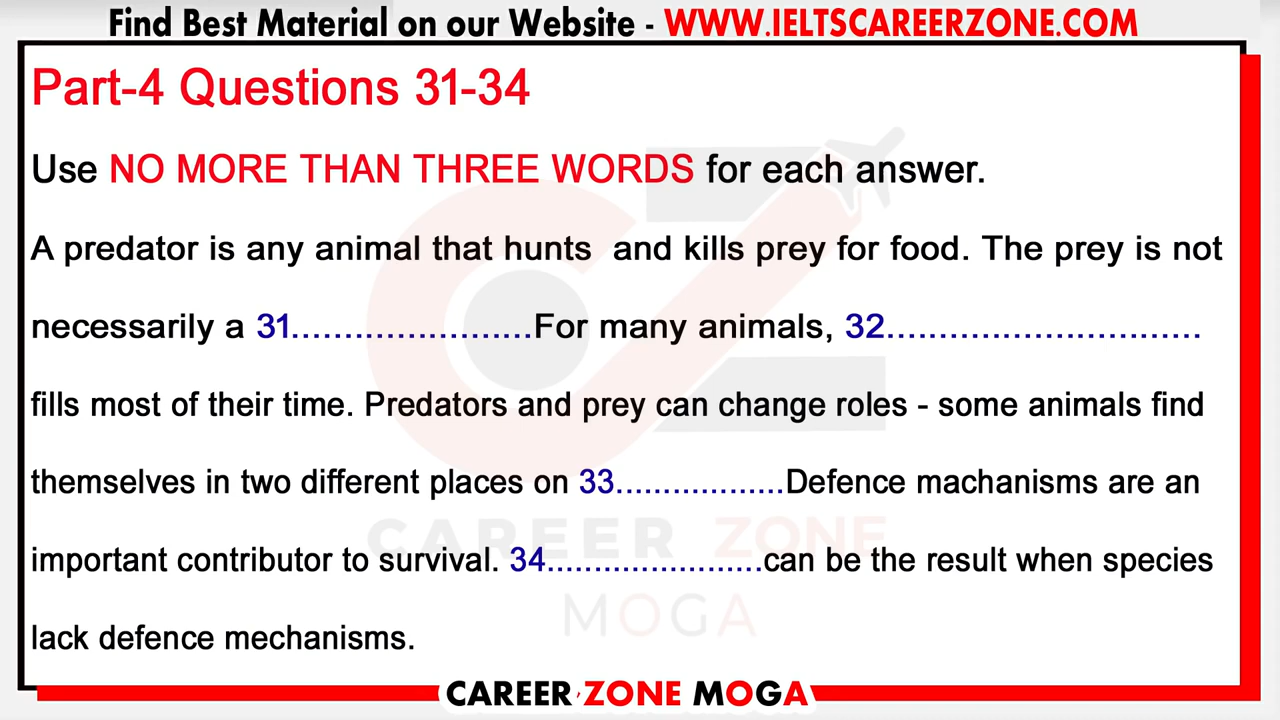 Find Best Material on our Website - WWW.IELTSCAREERZONE.COM
Part-4 Questions 31-34
Use NO MORE THAN THREE WORDS for each answer.
A predator is any animal that hunts and kills prey for food. The prey is not
necessarily a 31.......................For many animals, 32..............................
fills most of their time. Predators and prey can change roles - some animals find
themselves in two different places on 33..................Defence machanisms are an
important contributor to survival. 34.......................can be the result when species
lack defence mechanisms.
CAREER ZONE
MOGA
CAREER ZONE MOGA